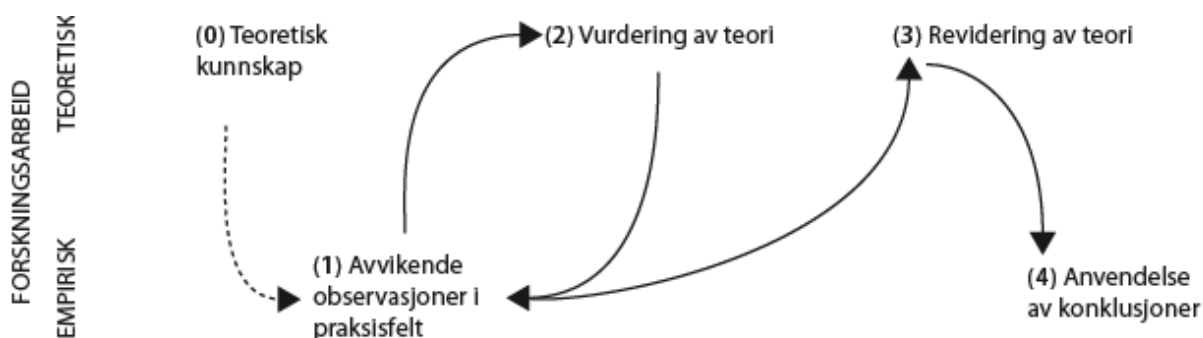 FORSKNINGSARBEID
TEORETISK
EMPIRISK
(0) Teoretisk
kunnskap
(2) Vurdering av teori
(3) Revidering av teori
(1) Avvikende
observasjoner i
praksisfelt
(4) Anvendelse
av konklusjoner